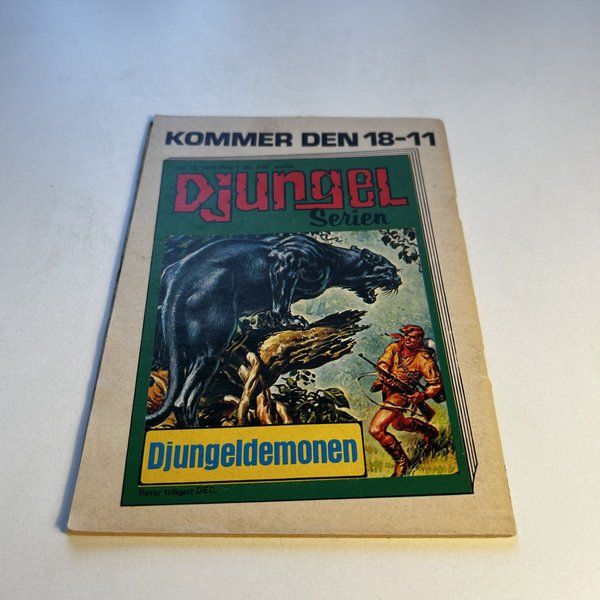 KOMMER DEN 18-11
Djungel
Serien
Djungeldemonen
Retur tidigast DEC.